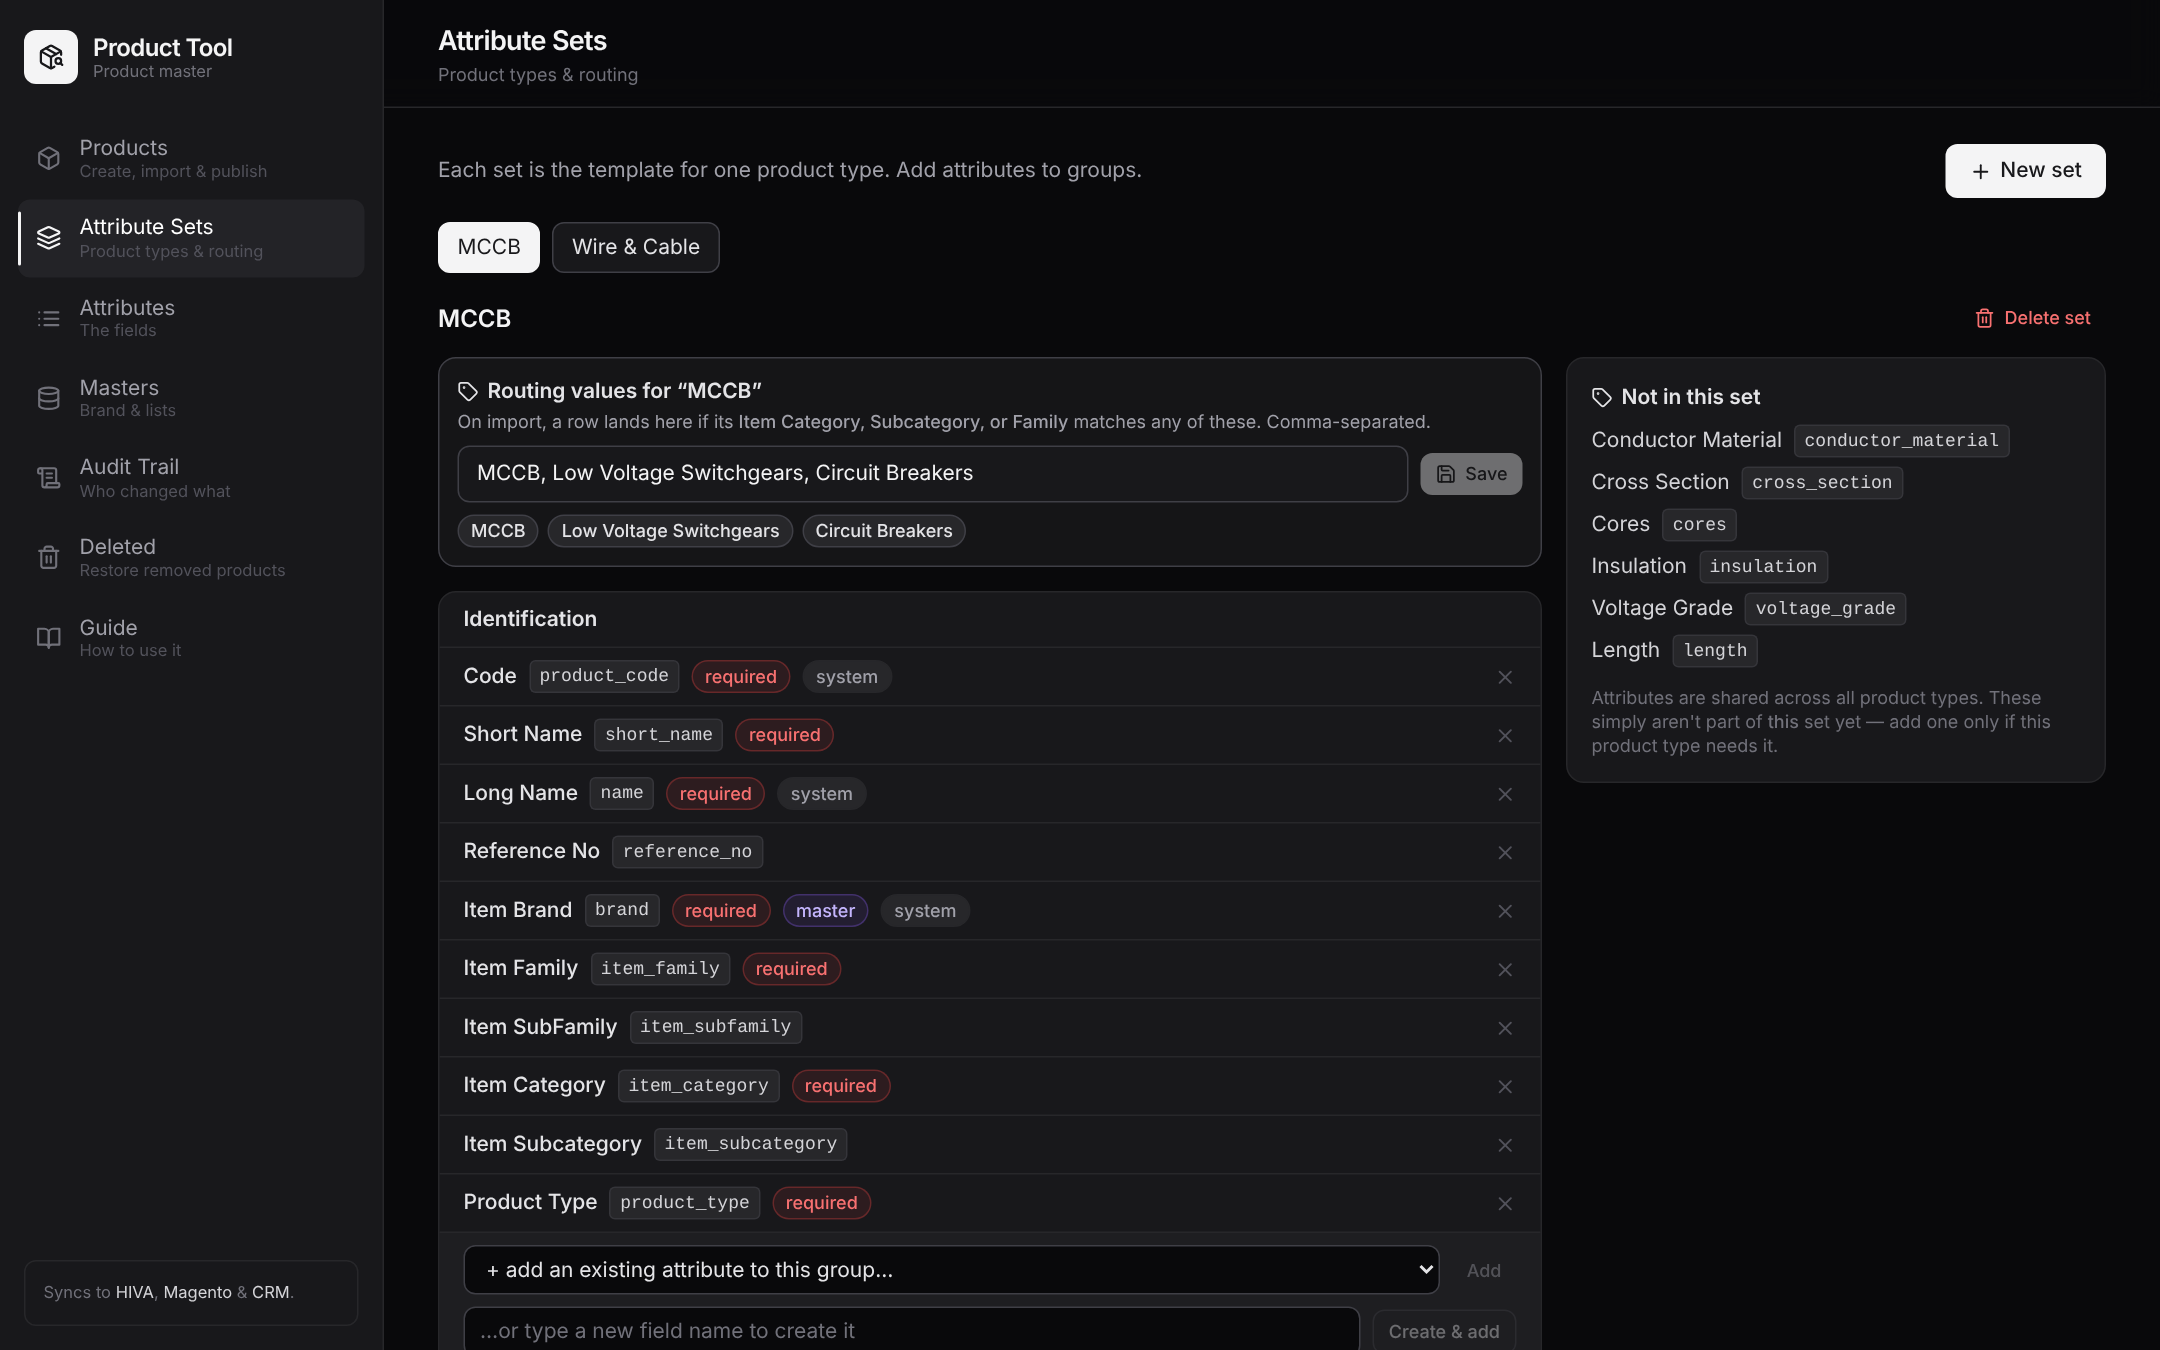 Product Tool
Product master
Products
Create, import & publish
Attribute Sets
Product types & routing
Attributes
The fields
Masters
Brand & lists
Audit Trail
Who changed what
Deleted
Restore removed products
Guide
How to use it
Syncs to HIVA, Magento & CRM.
Attribute Sets
Product types & routing
Each set is the template for one product type. Add attributes to groups.
+ New set
MCCB
Wire & Cable
MCCB
Delete set
Routing values for “MCCB”
On import, a row lands here if its Item Category, Subcategory, or Family matches any of these. Comma-separated.
MCCB, Low Voltage Switchgears, Circuit Breakers
Save
MCCB Low Voltage Switchgears Circuit Breakers
Identification
Code product_code required system
Short Name short_name required
Long Name name required system
Reference No reference_no
Item Brand brand required master system
Item Family item_family required
Item SubFamily item_subfamily
Item Category item_category required
Item Subcategory item_subcategory
Product Type product_type required
+ add an existing attribute to this group...
Add
...or type a new field name to create it
Create & add
Not in this set
Conductor Material conductor_material
Cross Section cross_section
Cores cores
Insulation insulation
Voltage Grade voltage_grade
Length length
Attributes are shared across all product types. These
simply aren't part of this set yet — add one only if this
product type needs it.